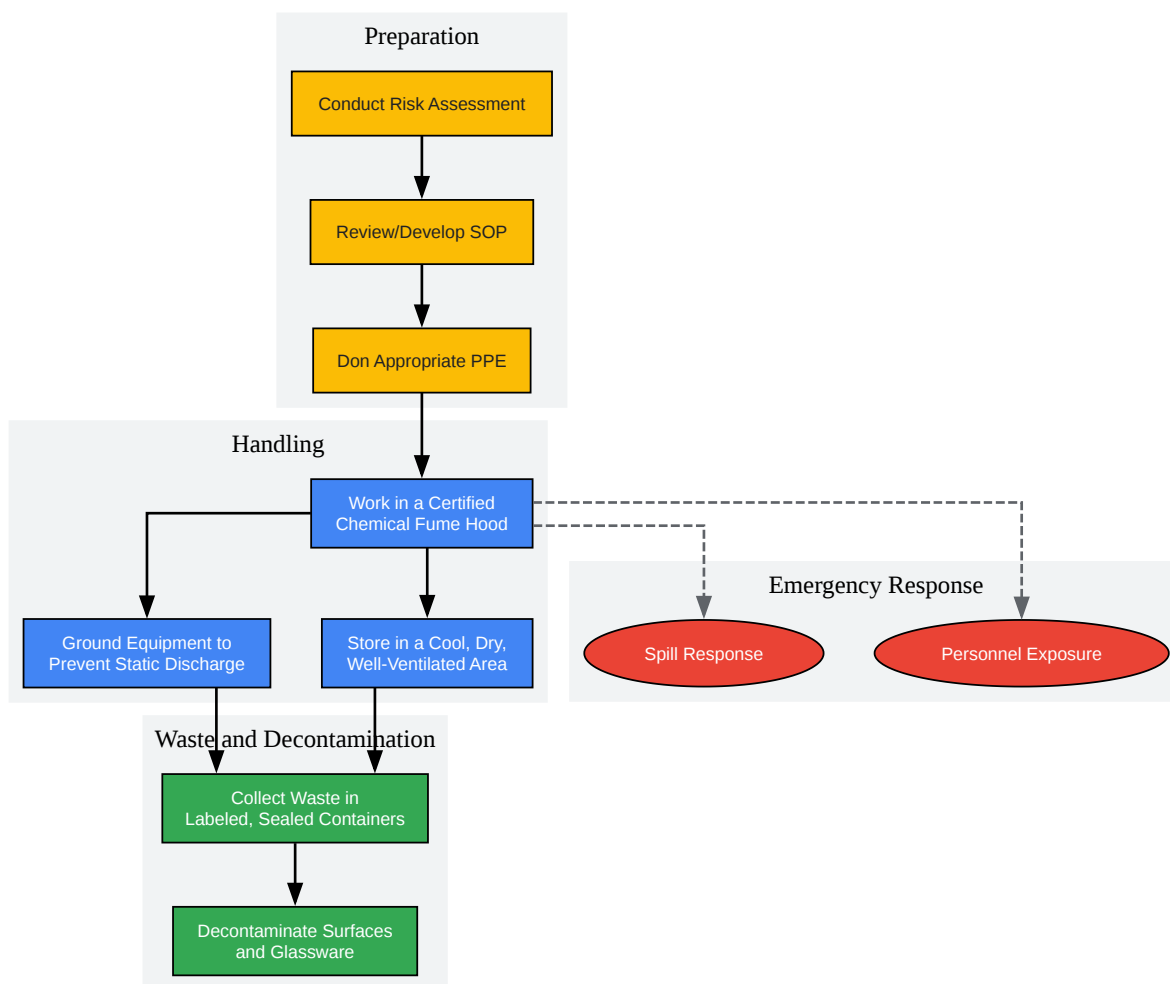 Preparation
Conduct Risk Assessment
Review/Develop SOP
Don Appropriate PPE
Handling
Work in a Certified
Chemical Fume Hood
Ground Equipment to
Prevent Static Discharge
Store in a Cool, Dry,
Well-Ventilated Area
Emergency Response
Spill Response
Personnel Exposure
Waste and Decontamination
Collect Waste in
Labeled, Sealed Containers
Decontaminate Surfaces
and Glassware